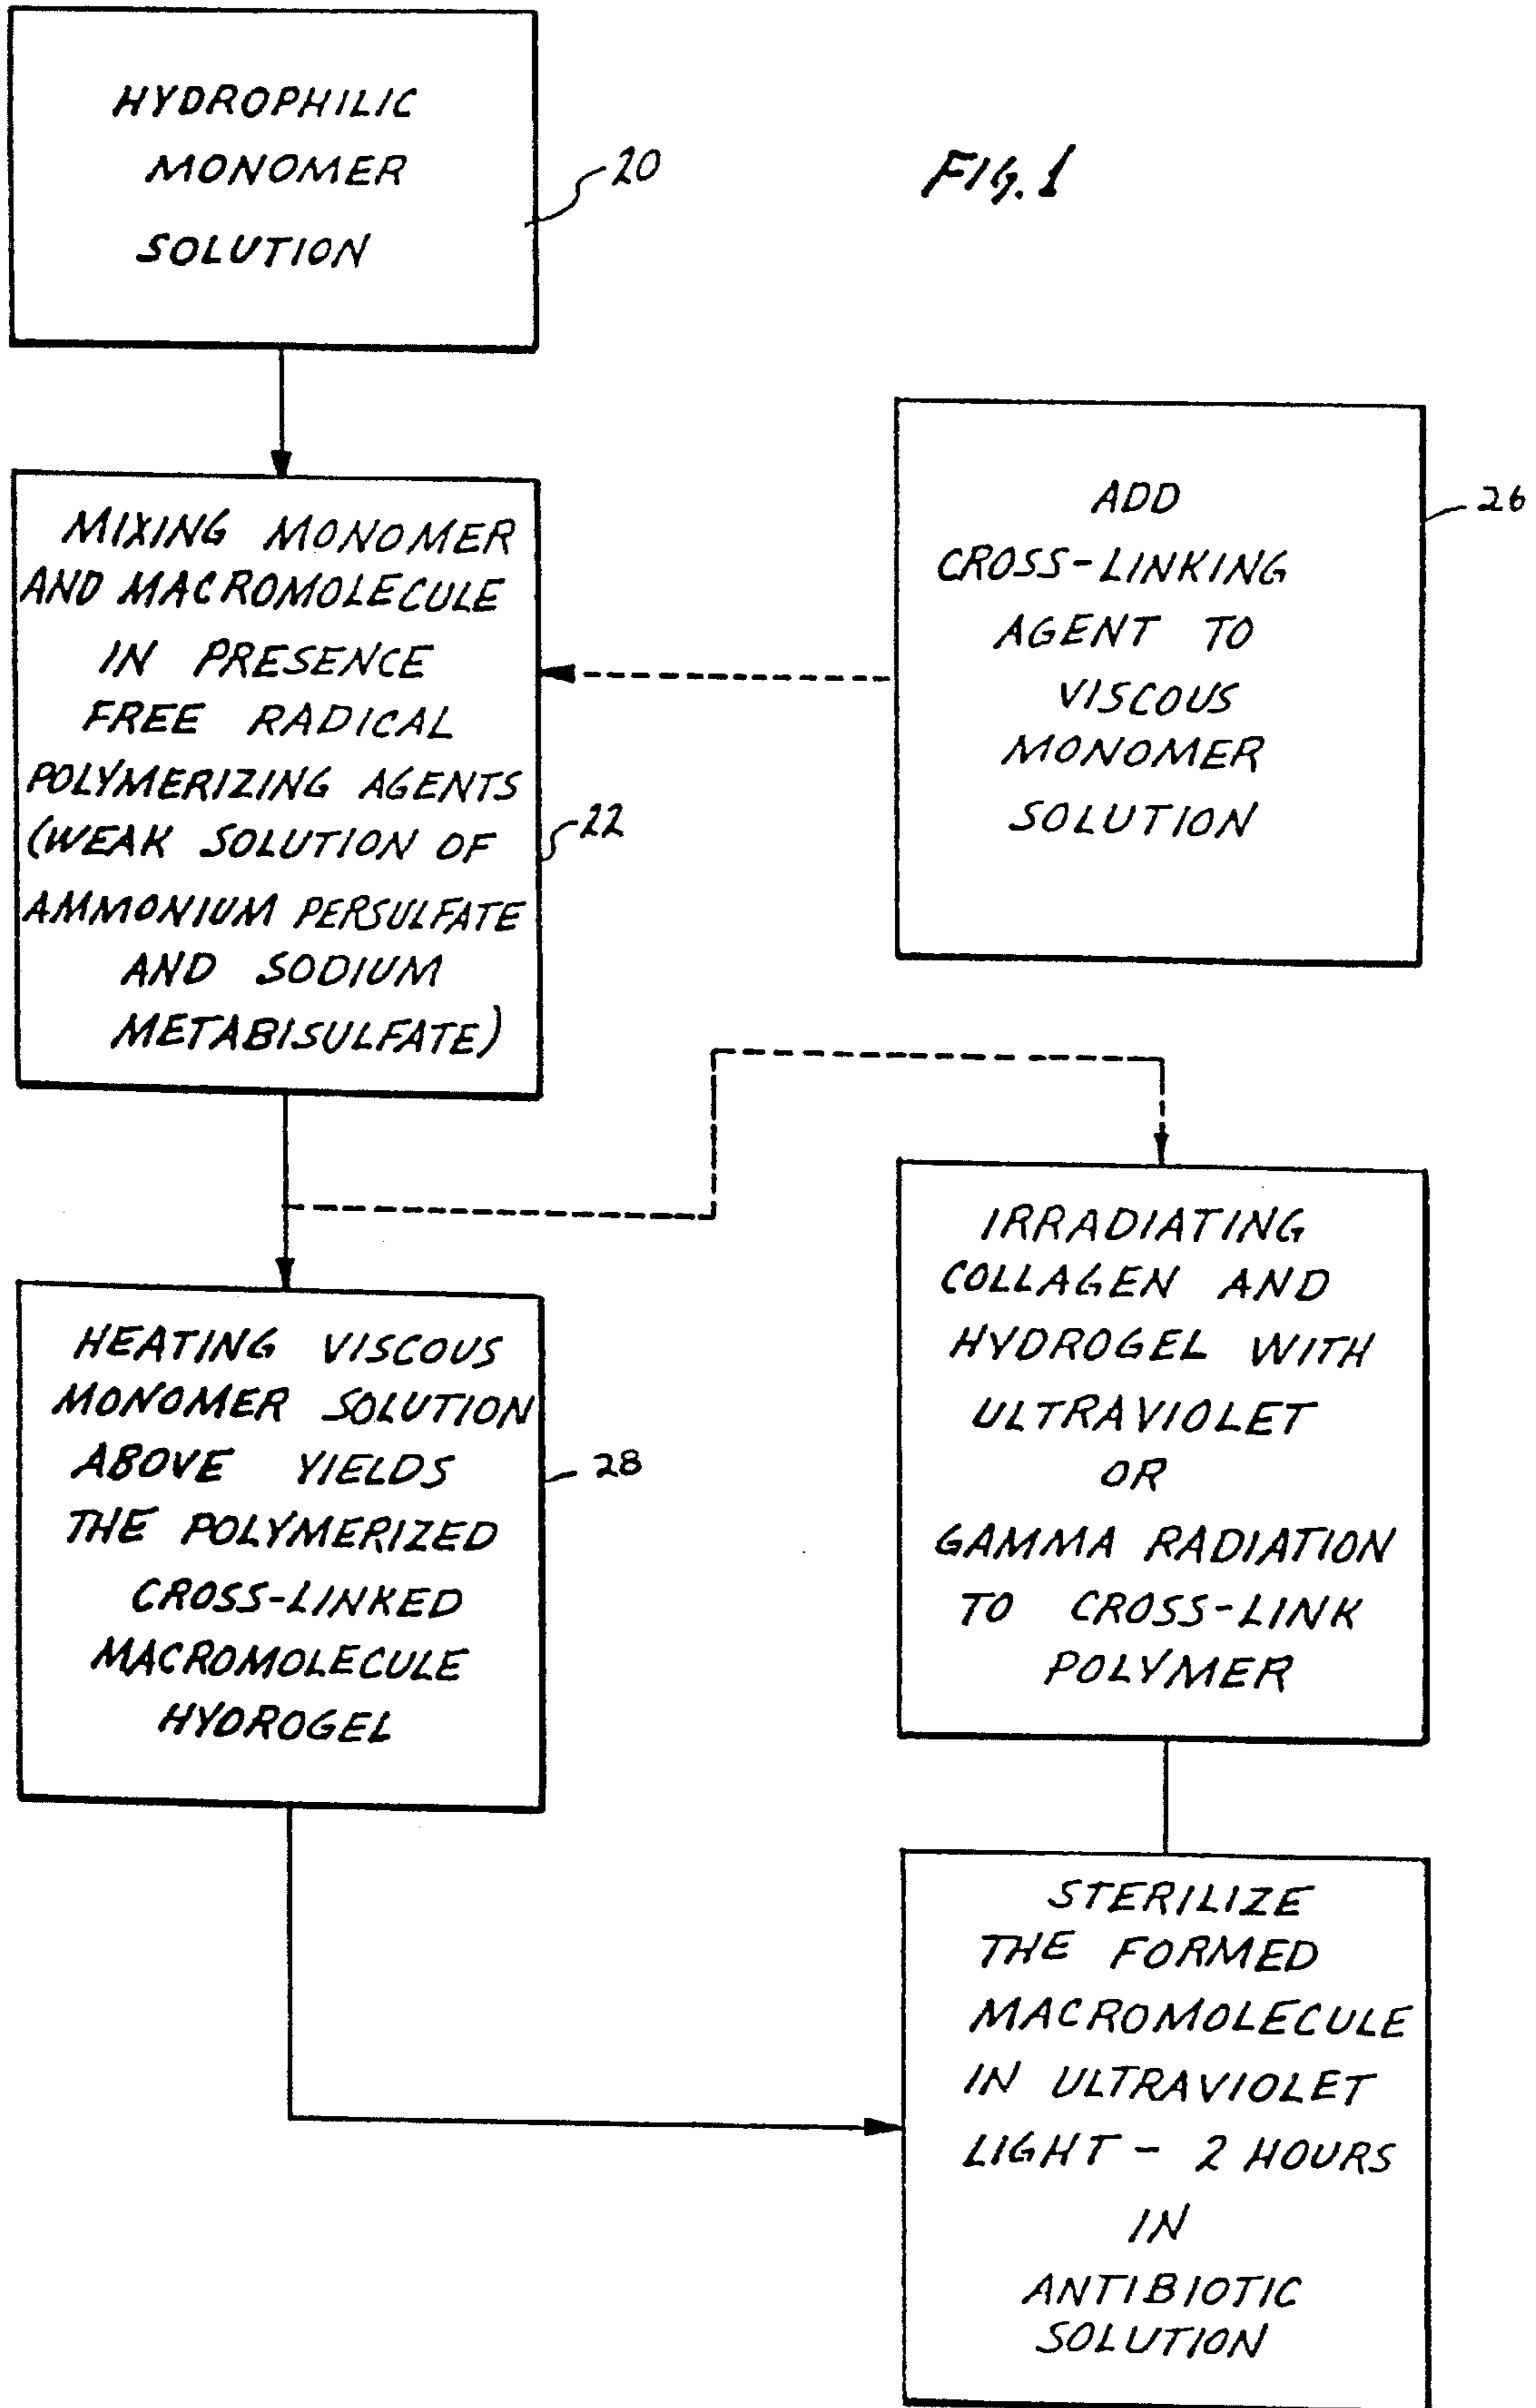 HYDROPHILIC
MONOMER
SOLUTION
20
FIG. 1
MIXING MONOMER
AND MACROMOLECULE
IN PRESENCE
FREE RADICAL
POLYMERIZING AGENTS
(WEAK SOLUTION OF
AMMONIUM PERSULFATE
AND SODIUM
METABISULFATE)
22
ADD
CROSS-LINKING
AGENT TO
VISCOUS
MONOMER
SOLUTION
26
HEATING VISCOUS
MONOMER SOLUTION
ABOVE YIELDS
THE POLYMERIZED
CROSS-LINKED
MACROMOLECULE
HYDROGEL
28
IRRADIATING
COLLAGEN AND
HYDROGEL WITH
ULTRAVIOLET
OR
GAMMA RADIATION
TO CROSS-LINK
POLYMER
STERILIZE
THE FORMED
MACROMOLECULE
IN ULTRAVIOLET
LIGHT - 2 HOURS
IN
ANTIBIOTIC
SOLUTION